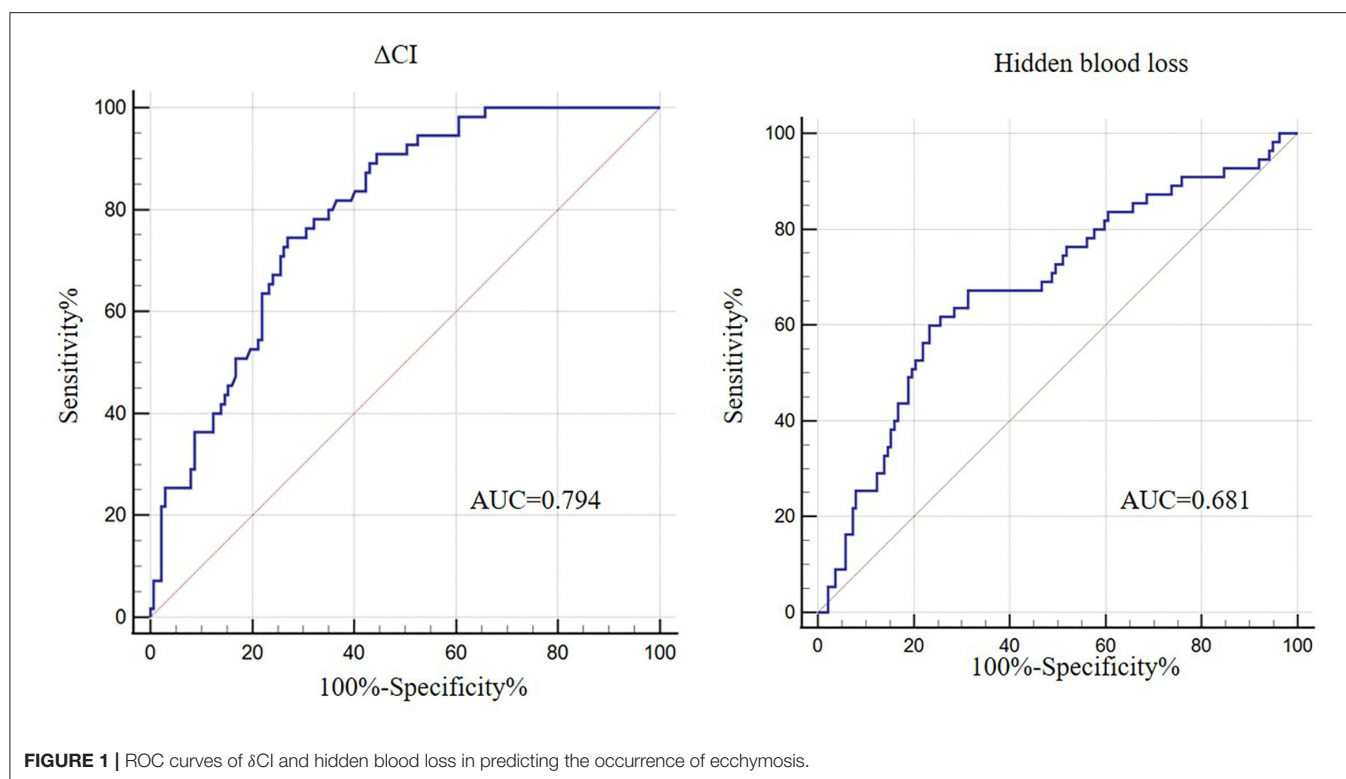 ΔCI
100
80
60
40
20
0
Sensitivity%
AUC=0.794
0 20 40 60 80 100
100%-Specificity%
Hidden blood loss
100
80
60
40
20
0
Sensitivity%
AUC=0.681
0 20 40 60 80 100
100%-Specificity%
FIGURE 1 | ROC curves of δCI and hidden blood loss in predicting the occurrence of ecchymosis.